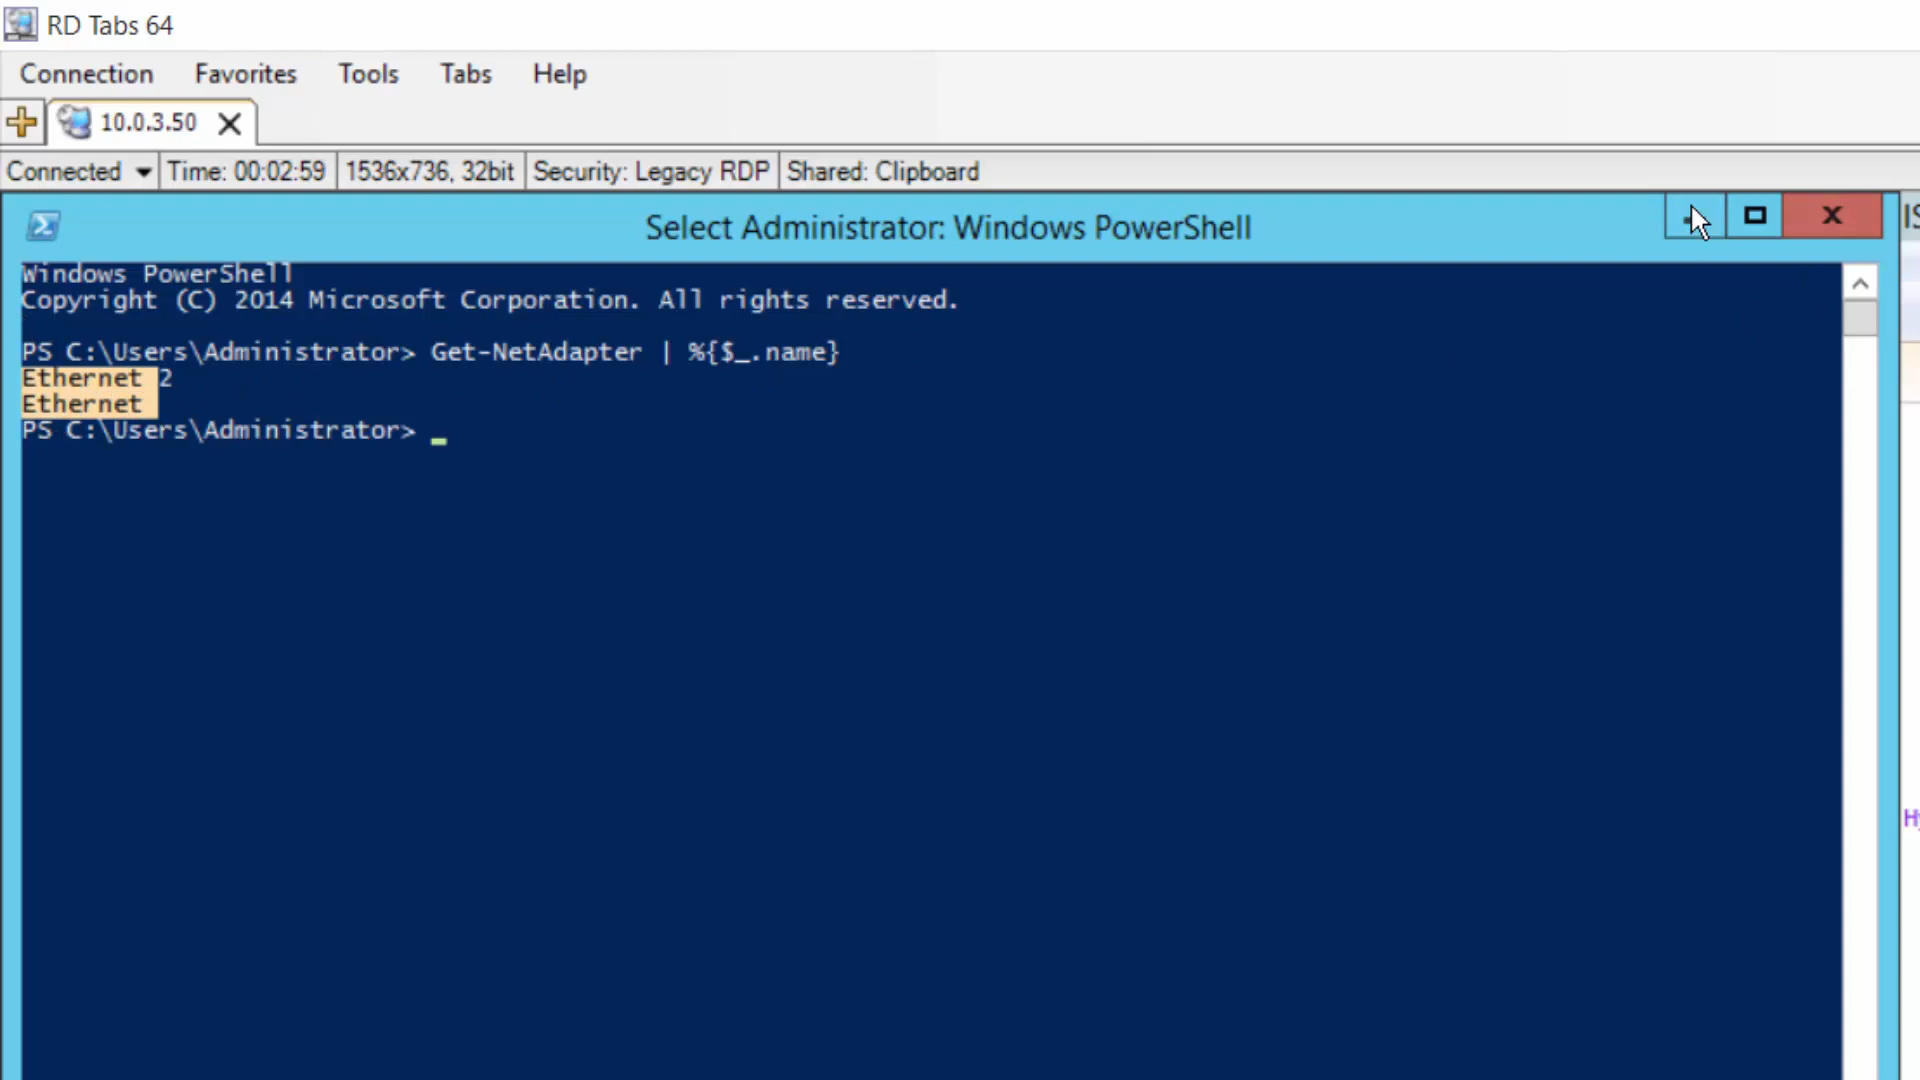 RD Tabs 64
Connection Favorites Tools Tabs Help
10.0.3.50
Connected Time: 00:02:59 1536x736, 32bit Security: Legacy RDP Shared: Clipboard
Select Administrator: Windows PowerShell
Windows PowerShell
Copyright (C) 2014 Microsoft Corporation. All rights reserved.
PS C:\Users\Administrator> Get-NetAdapter | %{$_.name}
Ethernet 2
Ethernet
PS C:\Users\Administrator>